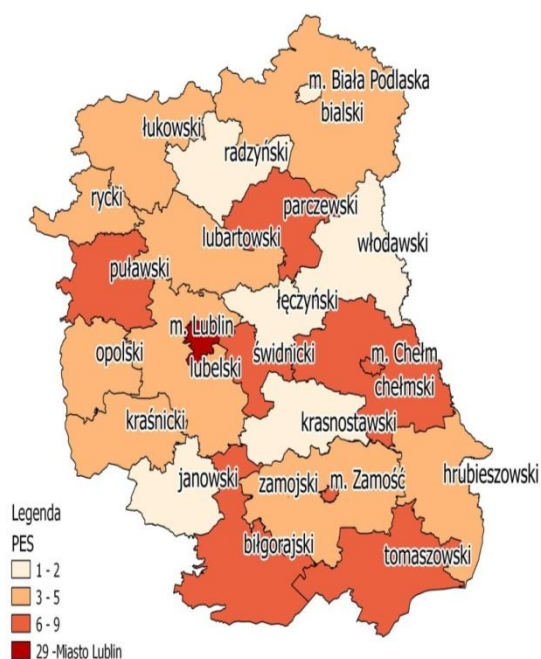 m. Biała Podlaska
bialski
łukowski
radzyński
rycki
parczewski
lubartowski
włodawski
puławski
łęczyński
m. Lublin
opolski
świdnicki
m. Chełm
lubelski
chełmski
kraśnicki
krasnostawski
janowski
zamojski
m. Zamość
hrubieszowski
biłgorajski
tomaszowski
Legenda
PES
1 - 2
3 - 5
6 - 9
29 -Miasto Lublin